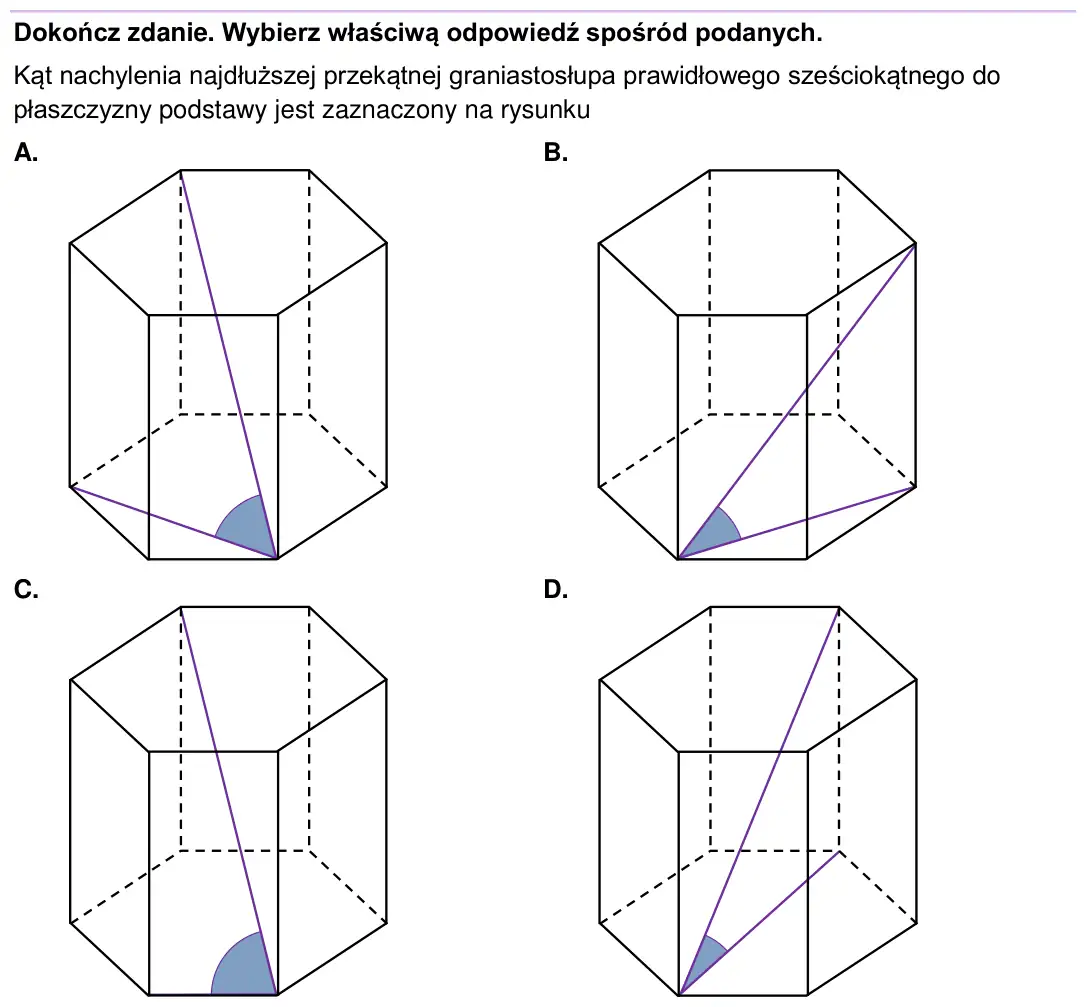 Dokończ zdanie. Wybierz właściwą odpowiedź spośród podanych.
Kąt nachylenia najdłuższej przekątnej graniastosłupa prawidłowego sześciokątnego do
płaszczyzny podstawy jest zaznaczony na rysunku
A.
B.
C.
D.